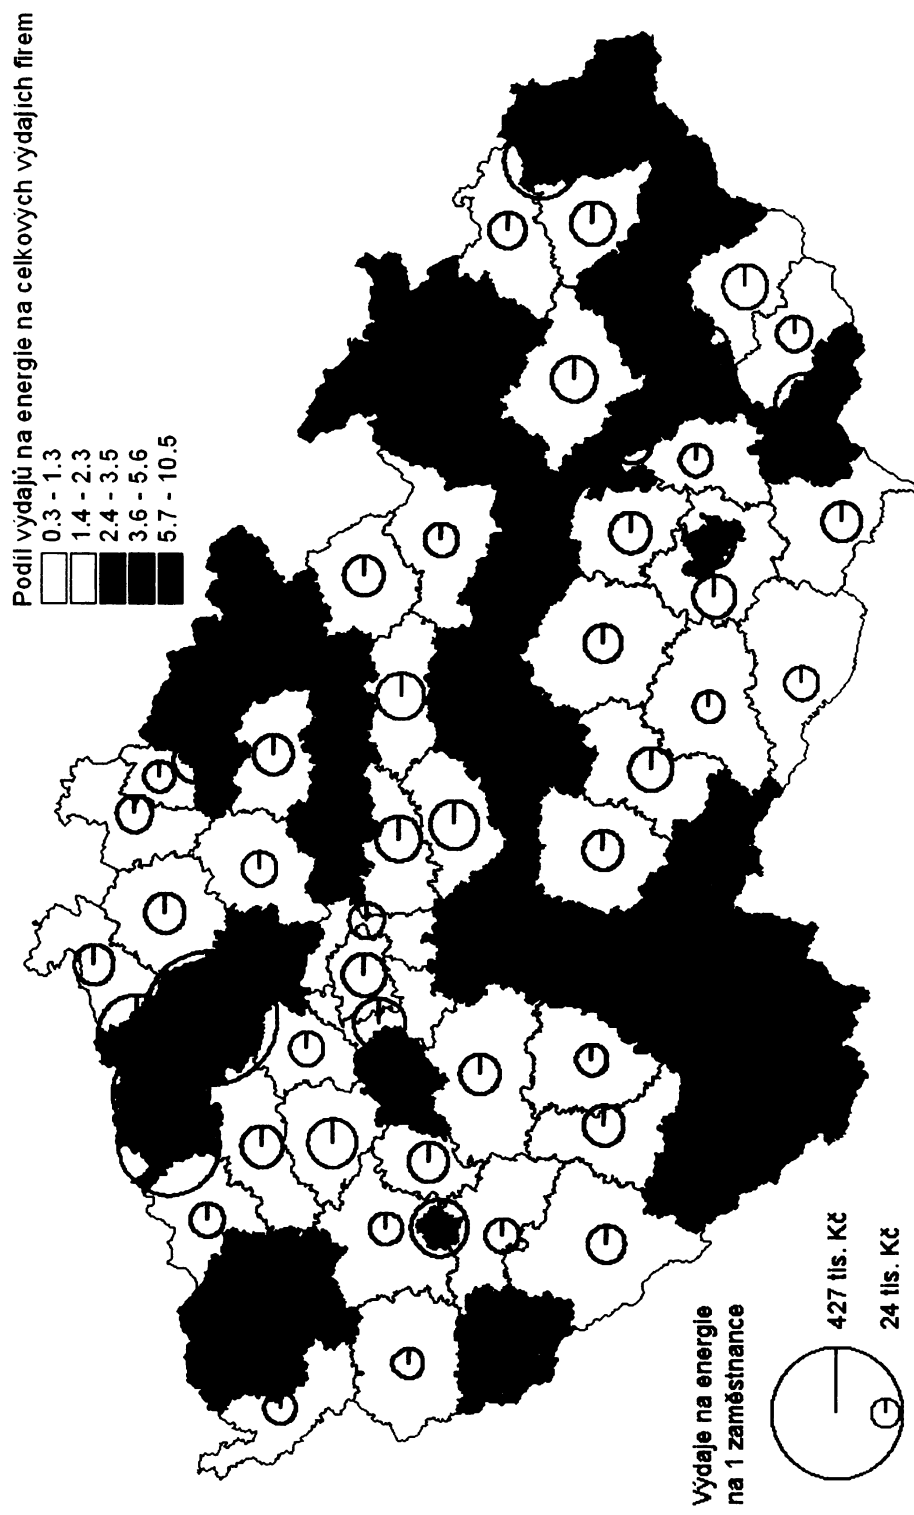 Podíl výdajů na energie na celkových výdajích firem
0.3 - 1.3
1.4 - 2.3
2.4 - 3.5
3.6 - 5.6
5.7 - 10.5
Výdaje na energie
na 1 zaměstnance
427 tis. Kč
24 tis. Kč